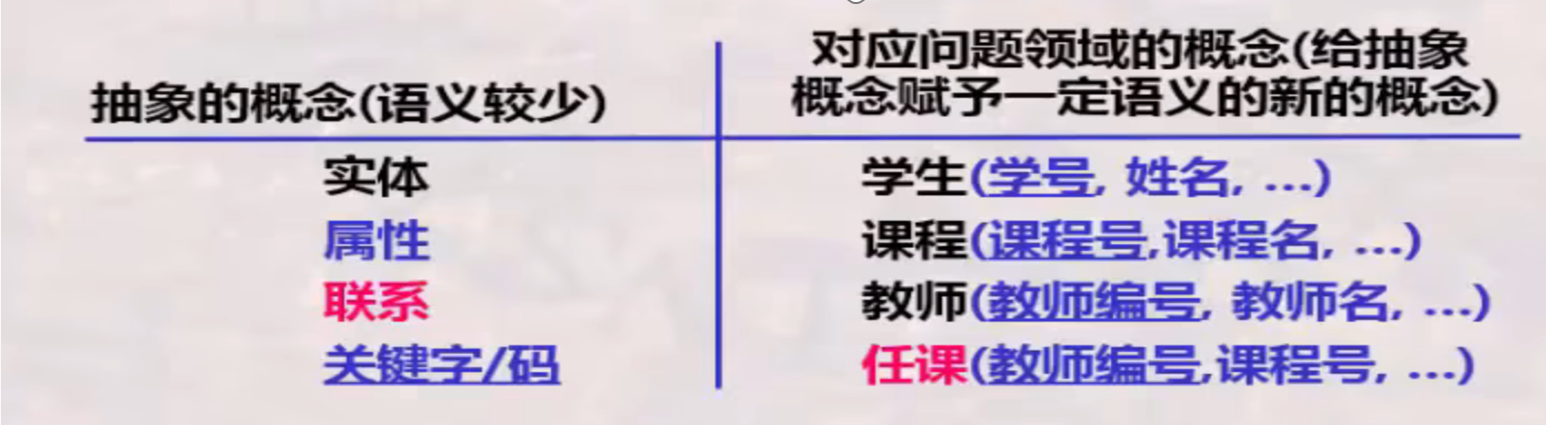 抽象的概念(语义较少)
对应问题领域的概念(给抽象
概念赋予一定语义的新的概念)
实体
学生(学号, 姓名, …)
属性
课程(课程号,课程名, …)
联系
教师(教师编号, 教师名, …)
关键字/码
任课(教师编号,课程号, …)